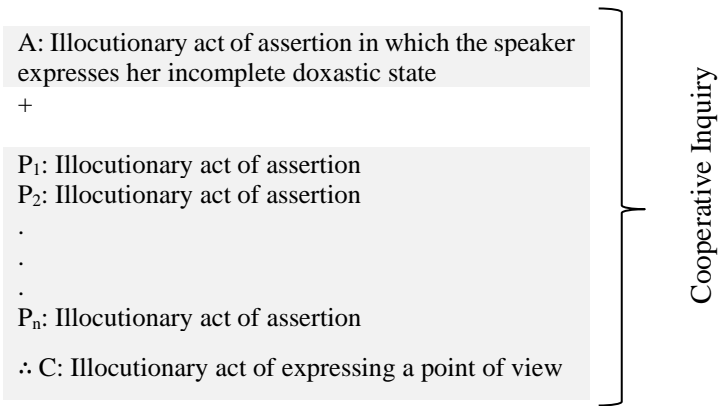 A: Illocutionary act of assertion in which the speaker
expresses her incomplete doxastic state
+
P₁: Illocutionary act of assertion
P₂: Illocutionary act of assertion
.
.
.
Pₙ: Illocutionary act of assertion
∴ C: Illocutionary act of expressing a point of view
Cooperative Inquiry